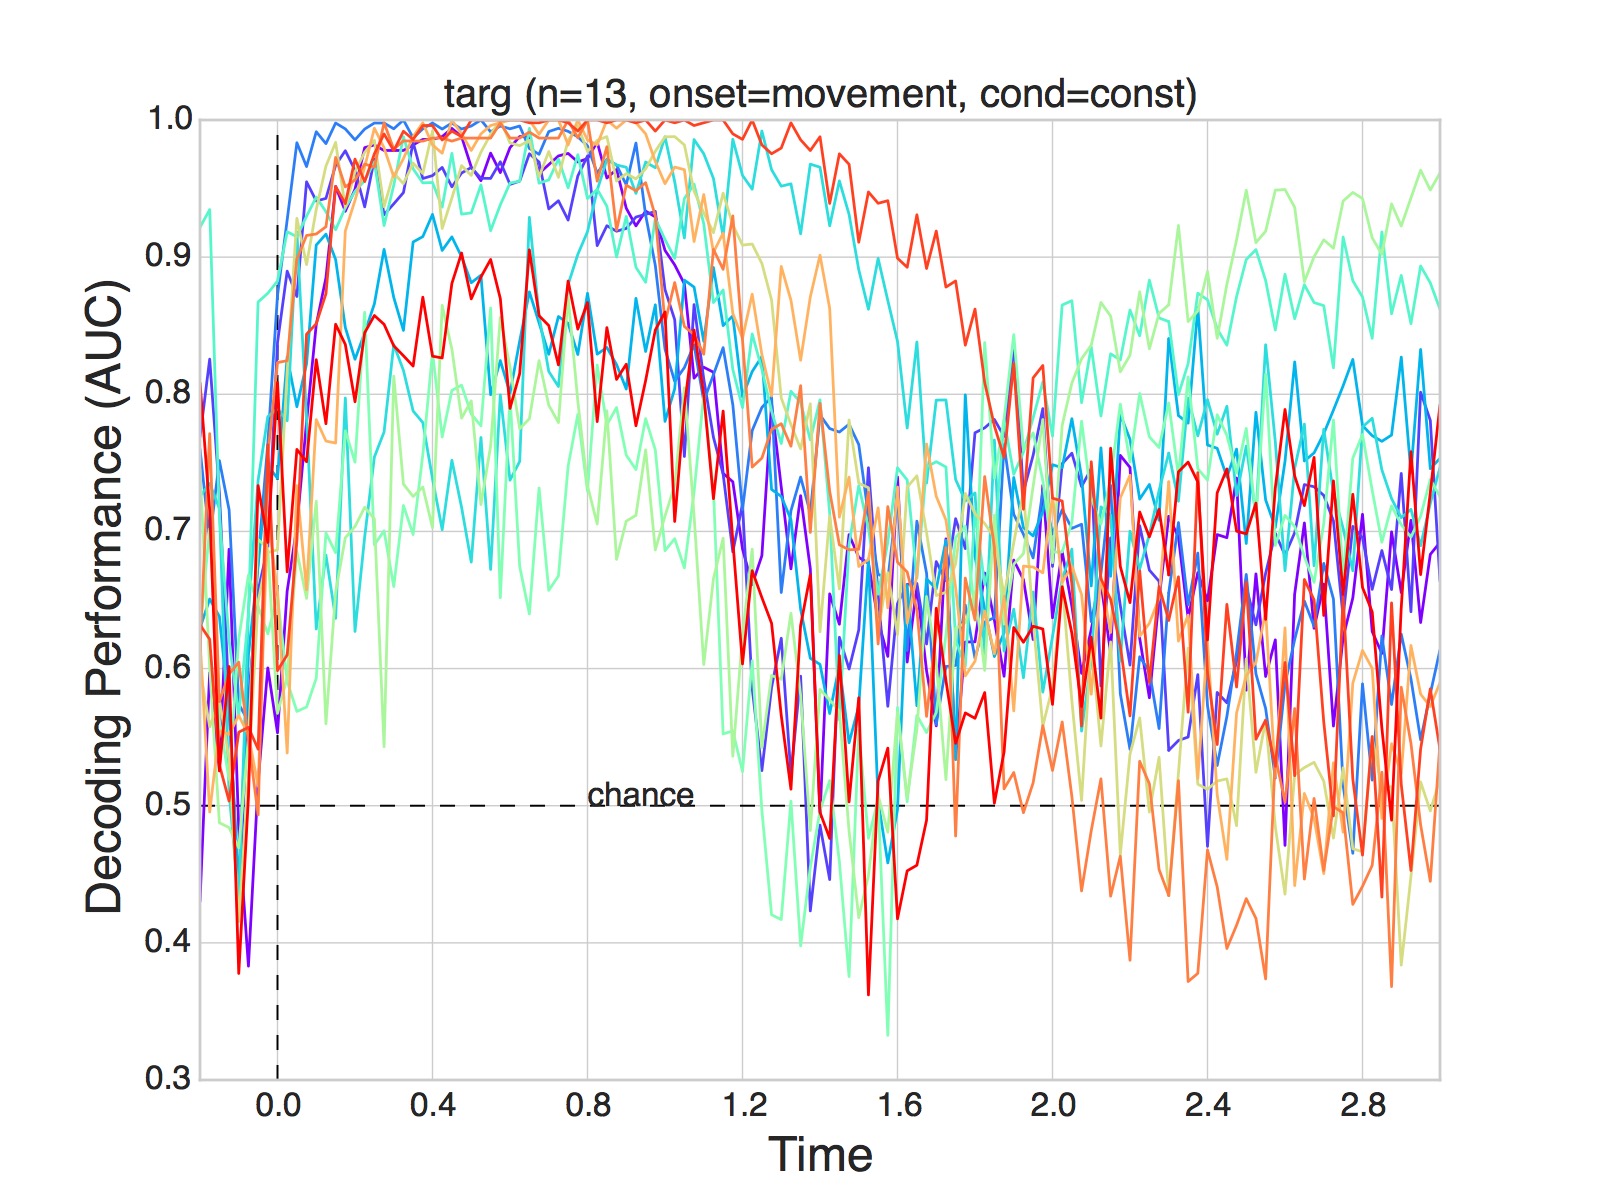 targ (n=13, onset=movement, cond=const)
1.0
0.9
0.8
0.7
0.6
0.5
0.4
0.3
Decoding Performance (AUC)
chance
0.0 0.4 0.8 1.2 1.6 2.0 2.4 2.8
Time